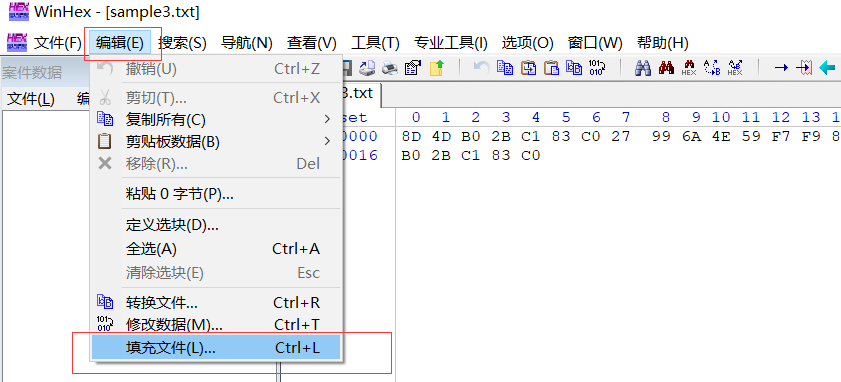 WinHex - [sample3.txt]
文件(F) 编辑(E) 搜索(S) 导航(N) 查看(V) 工具(T) 专业工具(I) 选项(O) 窗口(W) 帮助(H)
案件数据
文件(L) 编
撤销(U) Ctrl+Z
剪切(T)... Ctrl+X
复制所有(C)
剪贴板数据(B)
移除(R)... Del
粘贴 0 字节(P)...
定义选块(D)...
全选(A) Ctrl+A
清除选块(E) Esc
转换文件... Ctrl+R
修改数据(M)... Ctrl+T
填充文件(L)... Ctrl+L
3.txt
set 0 1 2 3 4 5 6 7 8 9 10 11 12 13 1
0000 8D 4D B0 2B C1 83 C0 27 99 6A 4E 59 F7 F9 8
0016 B0 2B C1 83 C0